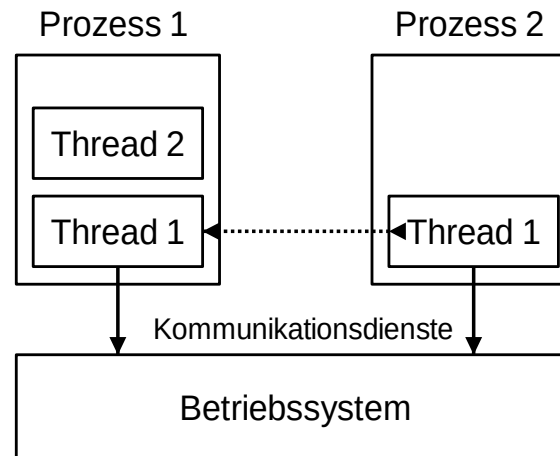 Prozess 1
Prozess 2
Thread 2
Thread 1
Thread 1
Kommunikationsdienste
Betriebssystem